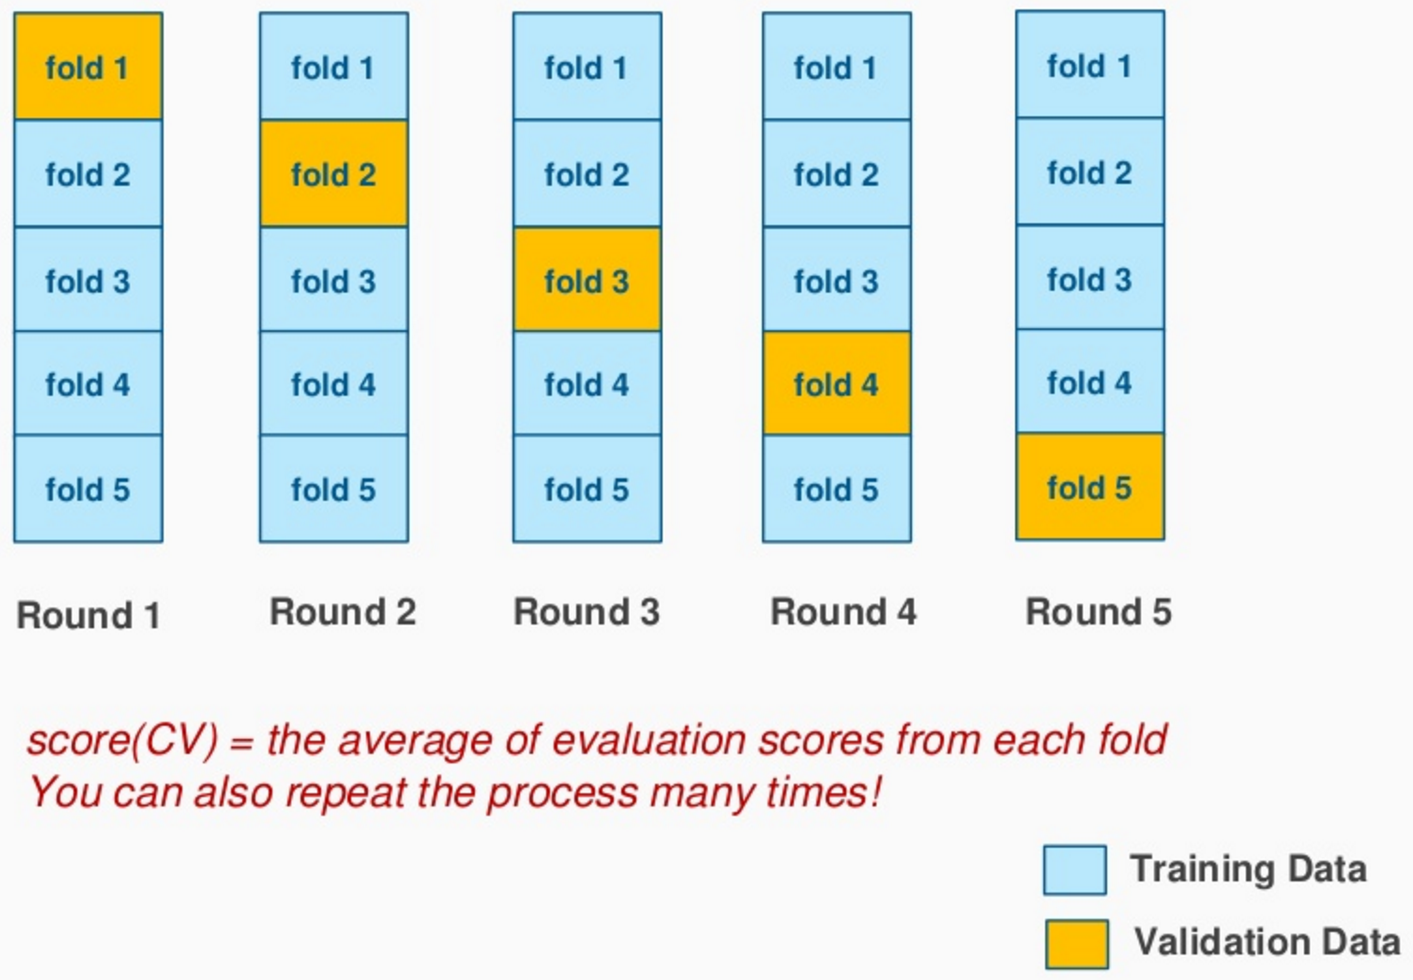 fold 1
fold 2
fold 3
fold 4
fold 5
Round 1
fold 1
fold 2
fold 3
fold 4
fold 5
Round 2
fold 1
fold 2
fold 3
fold 4
fold 5
Round 3
fold 1
fold 2
fold 3
fold 4
fold 5
Round 4
fold 1
fold 2
fold 3
fold 4
fold 5
Round 5
score(CV) = the average of evaluation scores from each fold
You can also repeat the process many times!
Training Data
Validation Data